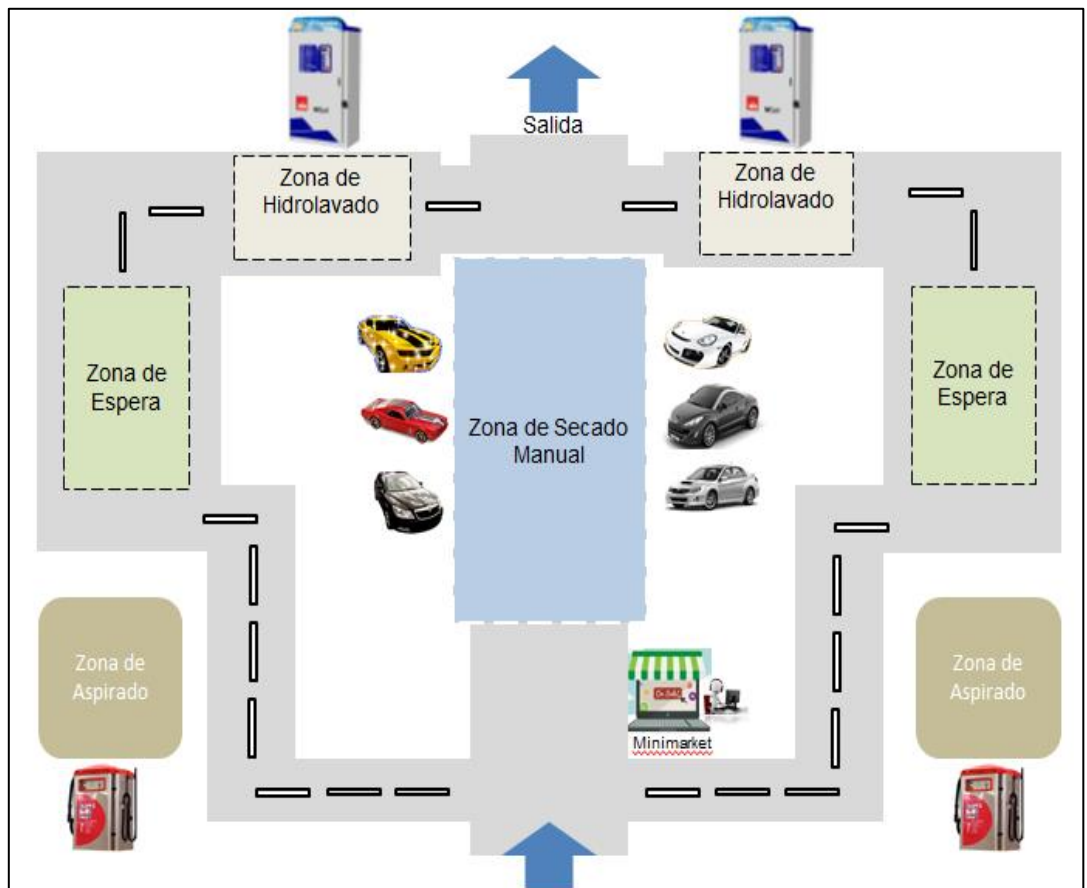 Salida
Zona de
Hidrolavado
Zona de
Hidrolavado
Zona de
Espera
Zona de
Espera
Zona de Secado
Manual
Zona de
Aspirado
Zona de
Aspirado
Minimarket